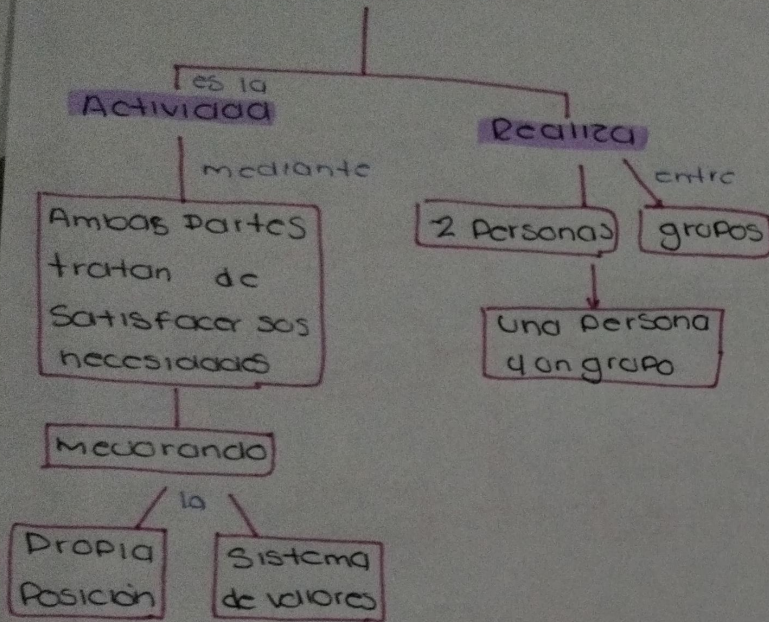 es la
Actividad
Realiza
mediante
entre
Ambas Partes
tratan de
Satisfacer sus
necesidades
2 Personas
grupos
una persona
y un grupo
mejorando
la
Propia
Posición
Sistema
de valores